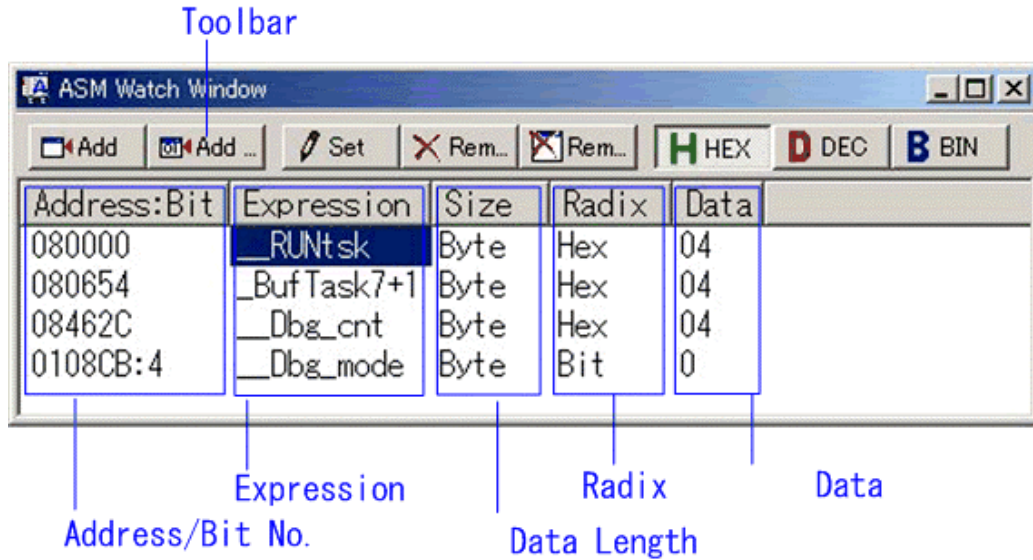 Toolbar
ASM Watch Window
Add Add ... Set Rem... Rem... H HEX D DEC B BIN
Address:Bit Expression Size Radix Data
080000 __RUNtsk Byte Hex 04
080654 _BufTask7+1 Byte Hex 04
08462C __Dbg_cnt Byte Hex 04
0108CB:4 __Dbg_mode Byte Bit 0
Expression Radix Data
Address/Bit No. Data Length